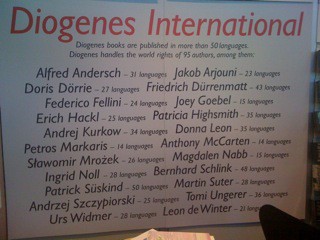 Diogenes International
Diogenes books are published in more than 50 languages.
Diogenes handles the world rights of 95 authors, among them:
Alfred Andersch – 31 languages Jakob Arjouni – 23 languages
Doris Dörrie – 27 languages Friedrich Dürrenmatt – 43 languages
Federico Fellini – 24 languages Joey Goebel – 15 languages
Erich Hackl – 25 languages Patricia Highsmith – 35 languages
Andrej Kurkow – 34 languages Donna Leon – 35 languages
Petros Markaris – 14 languages Anthony McCarten – 14 languages
Sławomir Mrożek – 26 languages Magdalen Nabb – 15 languages
Ingrid Noll – 28 languages Bernhard Schlink – 48 languages
Patrick Süskind – 50 languages Martin Suter – 28 languages
Andrzej Szczypiorski – 25 languages Tomi Ungerer – 36 languages
Urs Widmer – 28 languages Leon de Winter – 21 languages